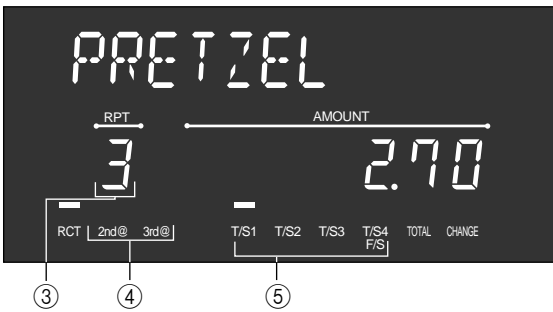 PRETZEL
RPT AMOUNT
3 2.70
③
RCT 2nd@ 3rd@ T/S1 T/S2 T/S3 T/S4 TOTAL CHANGE
F/S
④ ⑤